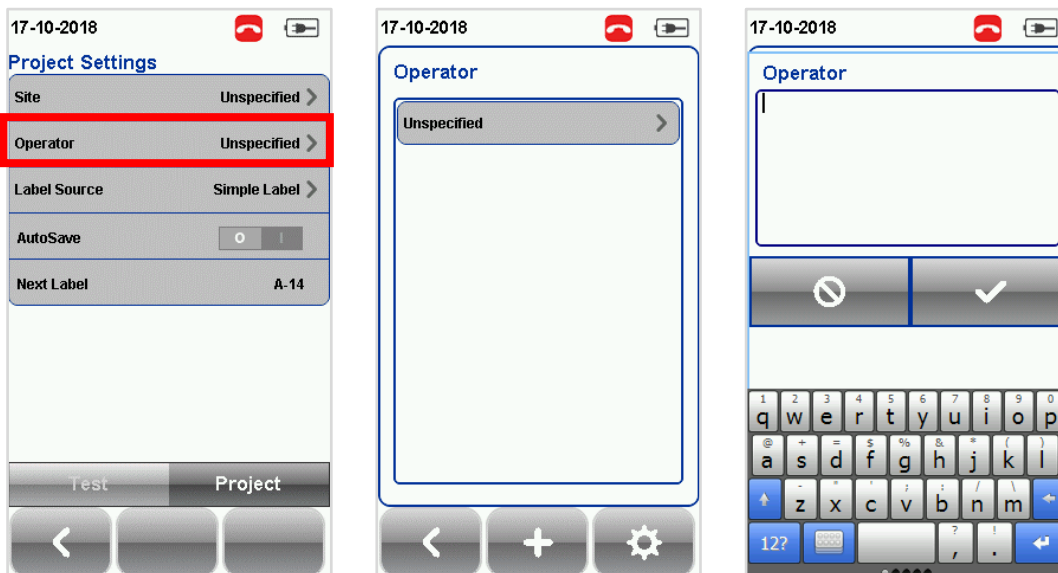 17-10-2018
Project Settings
Site Unspecified
Operator Unspecified
Label Source Simple Label
AutoSave O I
Next Label A-14
Test Project
17-10-2018
Operator
Unspecified
17-10-2018
Operator
1 2 3 4 5 6 7 8 9 0
q w e r t y u i o p
@ + = $ % & * ( )
a s d f g h j k l
- " ' ; : / \
z x c v b n m
? !
12? , .